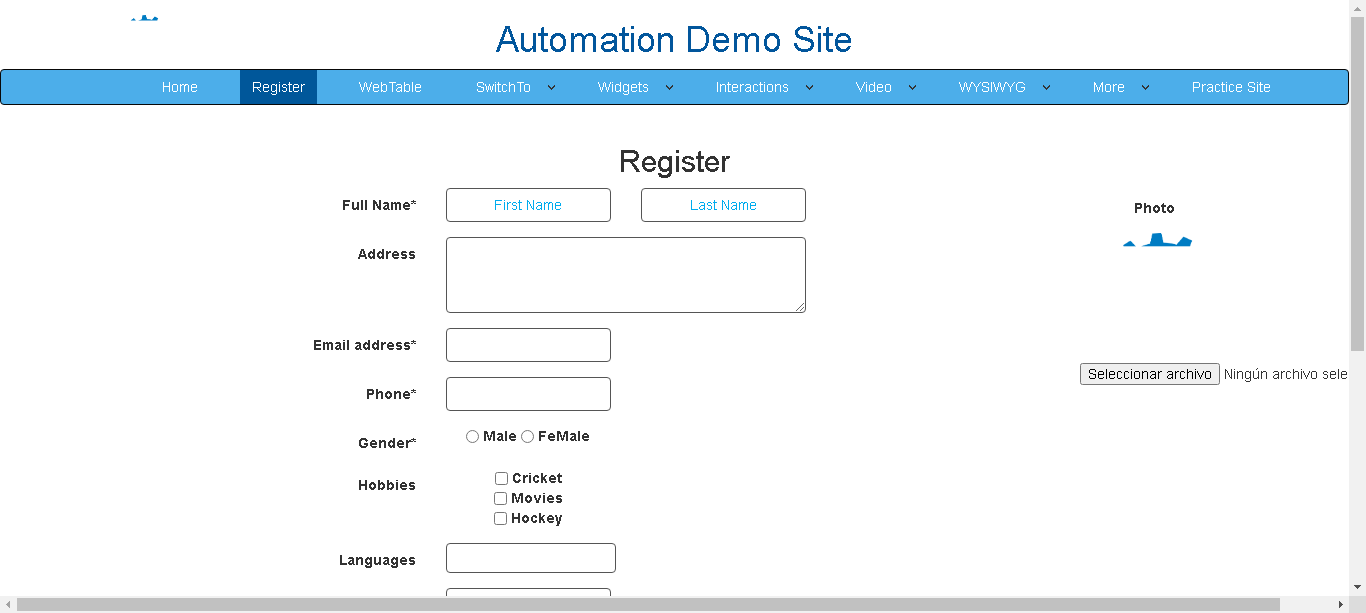 Automation Demo Site
Home Register WebTable SwitchTo Widgets Interactions Video WYSIWYG More Practice Site
Register
Full Name* First Name Last Name
Photo
Address
Email address*
Phone*
Seleccionar archivo Ningún archivo sele
Gender* Male FeMale
Hobbies Cricket
Movies
Hockey
Languages